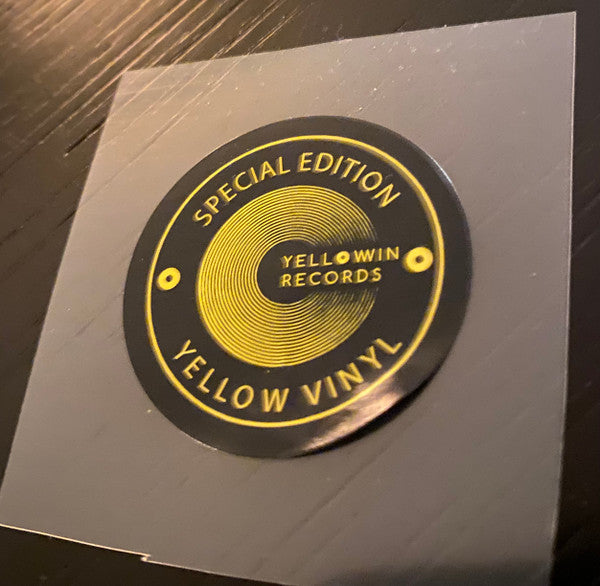 SPECIAL EDITION
YELLOWIN
RECORDS
YELLOW VINYL